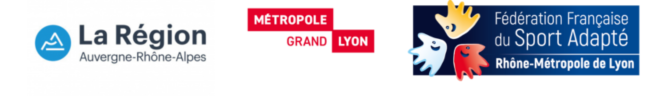 La Région
Auvergne-Rhône-Alpes
MÉTROPOLE
GRAND LYON
Fédération Française
du Sport Adapté
Rhône-Métropole de Lyon